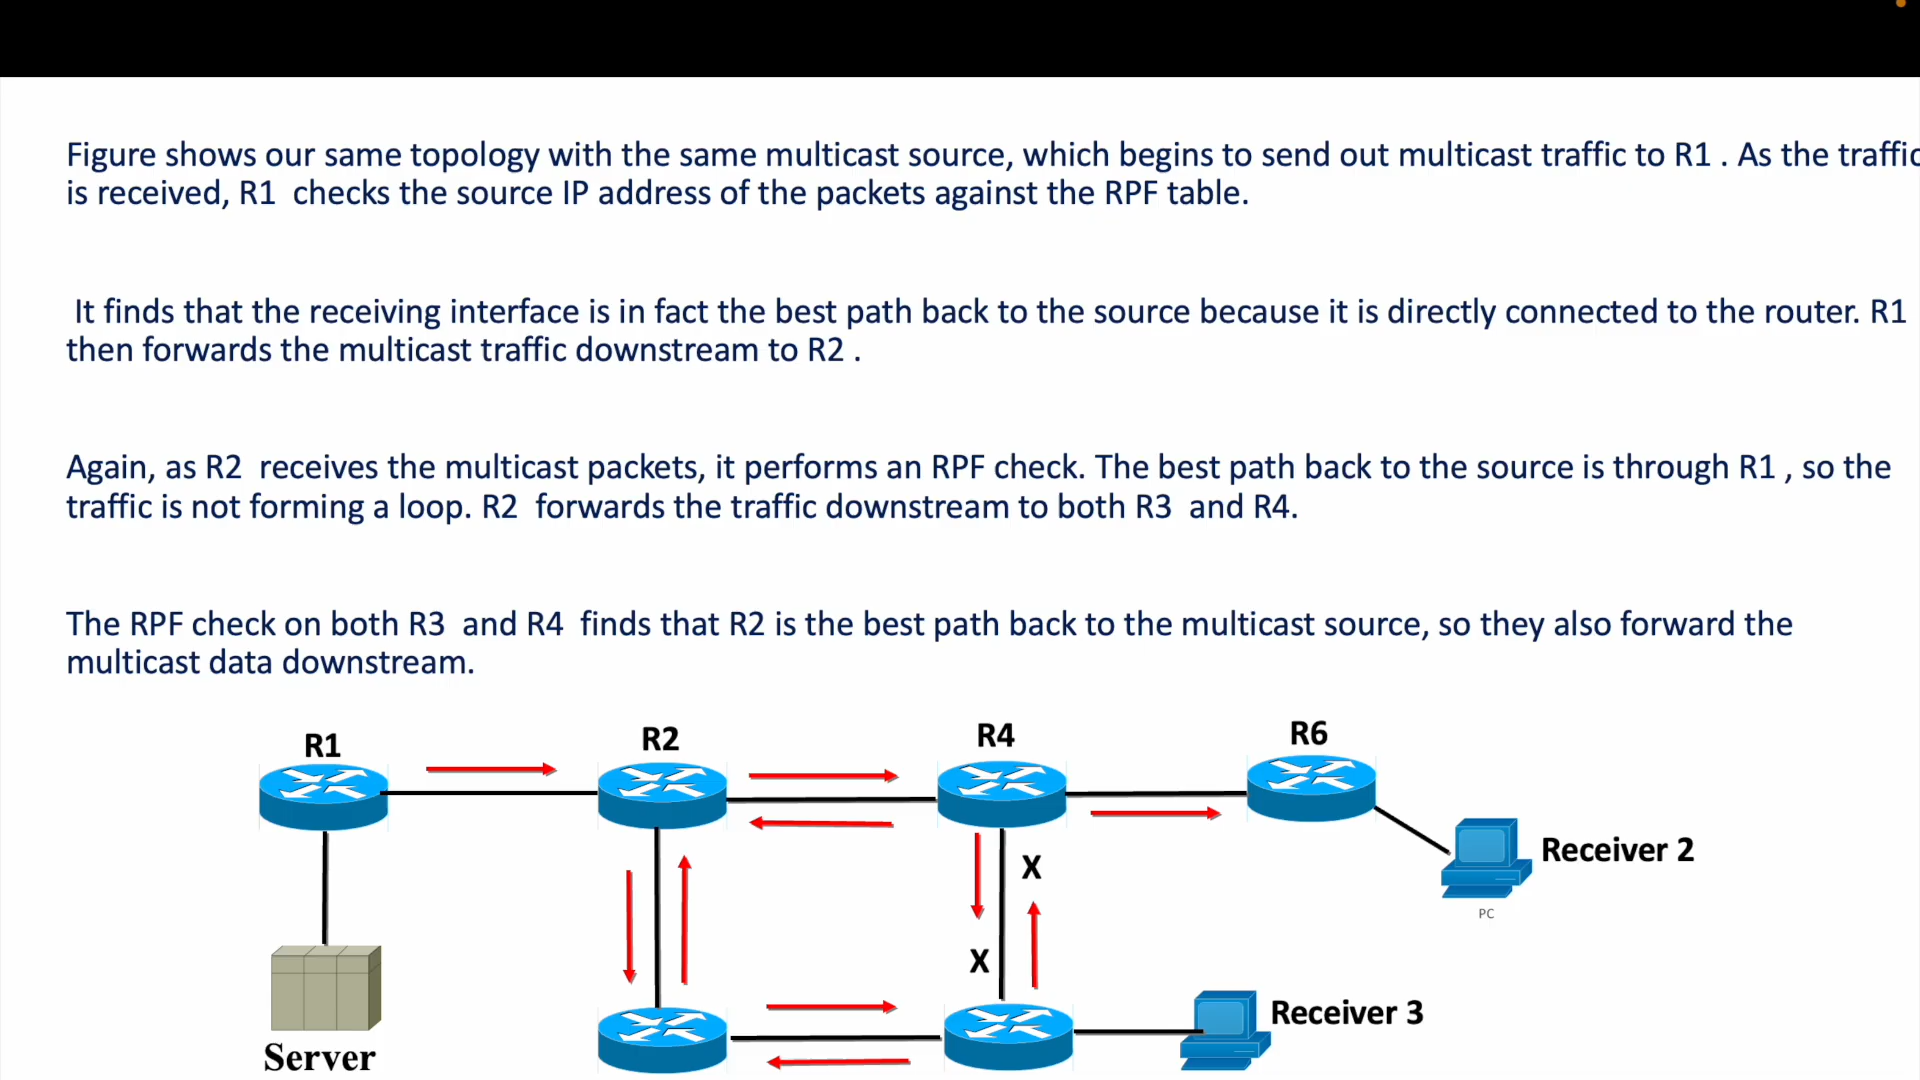 Figure shows our same topology with the same multicast source, which begins to send out multicast traffic to R1 . As the traffic
is received, R1  checks the source IP address of the packets against the RPF table.
It finds that the receiving interface is in fact the best path back to the source because it is directly connected to the router. R1
then forwards the multicast traffic downstream to R2 .
Again, as R2  receives the multicast packets, it performs an RPF check. The best path back to the source is through R1 , so the
traffic is not forming a loop. R2  forwards the traffic downstream to both R3  and R4.
The RPF check on both R3  and R4  finds that R2 is the best path back to the multicast source, so they also forward the
multicast data downstream.
R1
R2
R4
R6
X
Receiver 2
PC
X
Receiver 3
Server